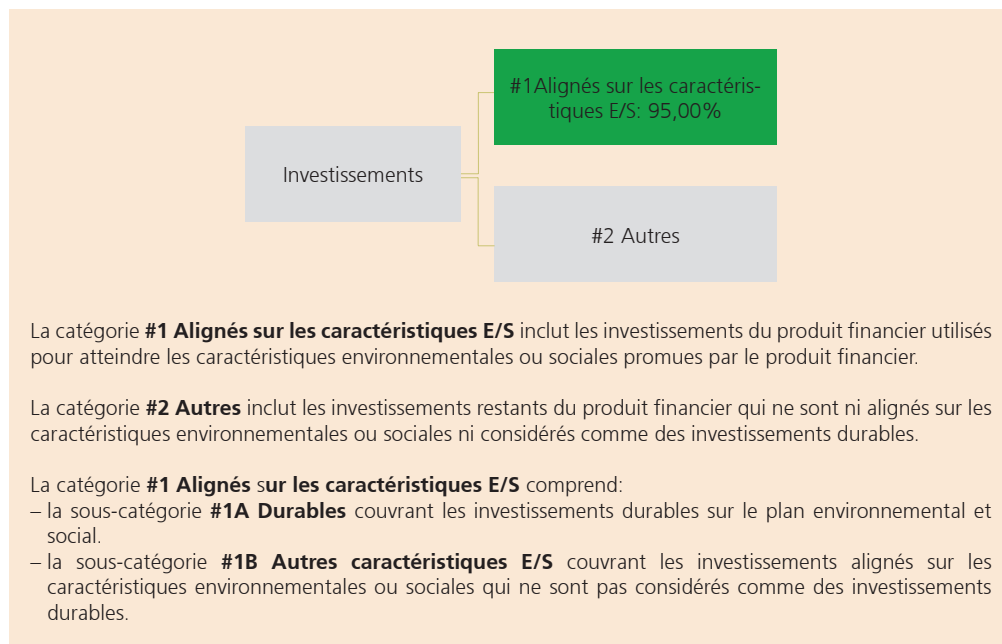 #1Alignés sur les caractéris-
tiques E/S: 95,00%
Investissements
#2 Autres
La catégorie #1 Alignés sur les caractéristiques E/S inclut les investissements du produit financier utilisés
pour atteindre les caractéristiques environnementales ou sociales promues par le produit financier.
La catégorie #2 Autres inclut les investissements restants du produit financier qui ne sont ni alignés sur les
caractéristiques environnementales ou sociales ni considérés comme des investissements durables.
La catégorie #1 Alignés sur les caractéristiques E/S comprend:
– la sous-catégorie #1A Durables couvrant les investissements durables sur le plan environnemental et
social.
– la sous-catégorie #1B Autres caractéristiques E/S couvrant les investissements alignés sur les
caractéristiques environnementales ou sociales qui ne sont pas considérés comme des investissements
durables.